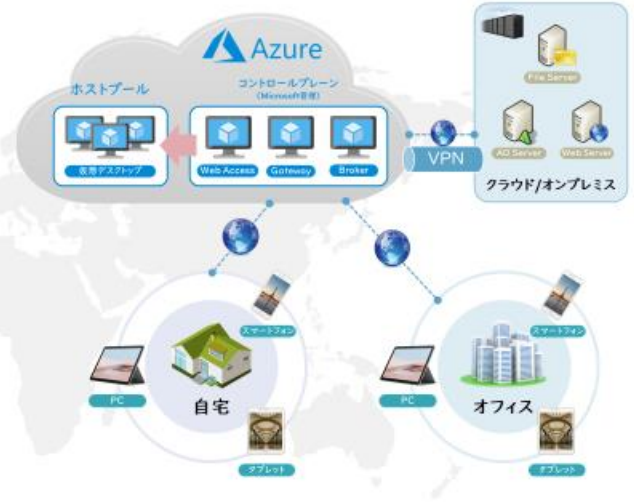 Azure
ホストプール
コントロールプレーン
(Microsoft管理)
仮想デスクトップ
Web Access
Gateway
Broker
VPN
File Server
AD Server
Web Server
クラウド/オンプレミス
スマートフォン
PC
自宅
タブレット
スマートフォン
PC
オフィス
タブレット